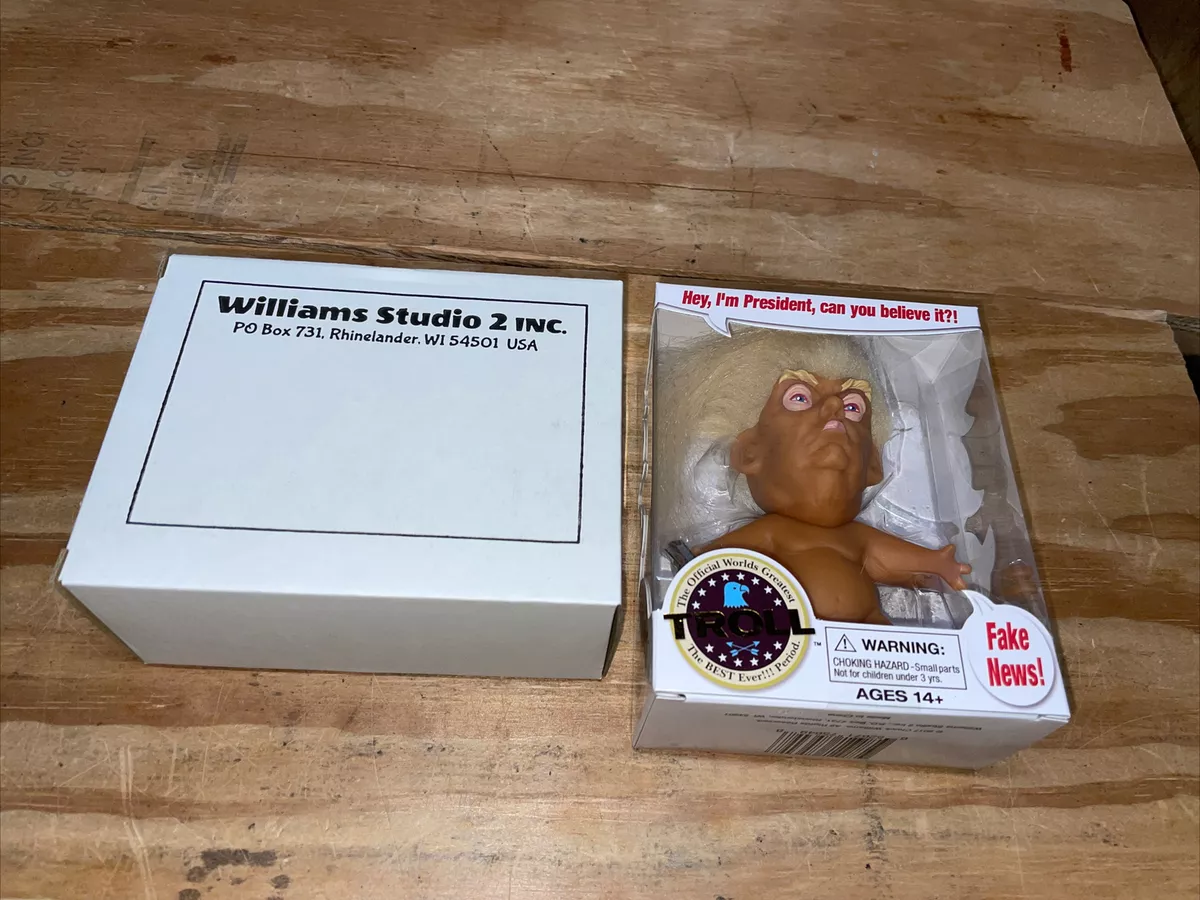 Williams Studio 2 INC.
PO Box 731, Rhinelander, WI 54501 USA
Hey, I'm President, can you believe it?!
The Official Worlds Greatest
TROLL
™
The BEST Ever!!! Period.
WARNING:
CHOKING HAZARD - Small parts
Not for children under 3 yrs.
AGES 14+
Fake
News!